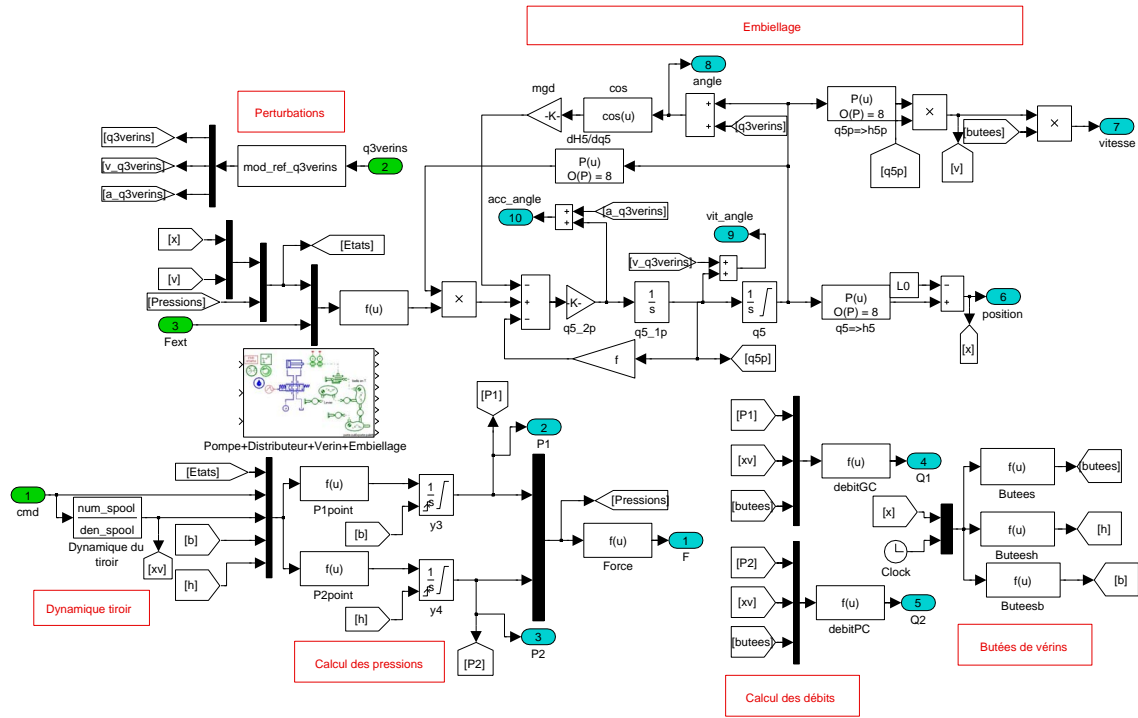 Embiellage
8
angle
mgd
cos
-K-
cos(u)
+
+
[q3verins]
P(u)
O(P) = 8
q5p=>h5p
×
[butees]
×
7
vitesse
[q5p]
[v]
Perturbations
[q3verins]
[v_q3verins]
[a_q3verins]
mod_ref_q3verins
q3verins
2
dH5/dq5
P(u)
O(P) = 8
acc_angle
10
+
+
[a_q3verins]
vit_angle
9
[v_q3verins]
+
+
[x]
[v]
[Pressions]
3
Fext
[Etats]
f(u)
×
−
+
−
-K-
q5_2p
1
s
q5_1p
1
s
q5
P(u)
O(P) = 8
q5=>h5
L0
−
+
6
position
[x]
f
[q5p]
Pompe+Distributeur+Verin+Embiellage
[P1]
2
P1
[Etats]
1
cmd
num_spool
den_spool
Dynamique du
tiroir
[xv]
[b]
[h]
f(u)
P1point
[b]
1
s
y3
f(u)
P2point
[h]
1
s
y4
[P2]
3
P2
[Pressions]
f(u)
Force
1
F
[P1]
[xv]
[butees]
f(u)
debitGC
4
Q1
[P2]
[xv]
[butees]
f(u)
debitPC
5
Q2
[x]
Clock
f(u)
Butees
[butees]
f(u)
Buteesh
[h]
f(u)
Buteesb
[b]
Dynamique tiroir
Calcul des pressions
Calcul des débits
Butées de vérins